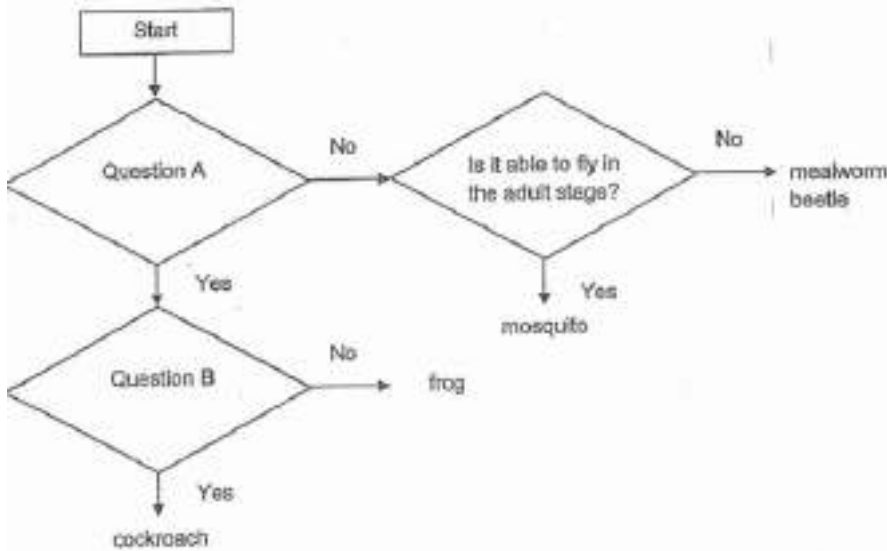 Start
Question A
No
Is it able to fly in
the adult stage?
No
mealworm
beetle
Yes
Yes
mosquito
Question B
No
frog
Yes
cockroach